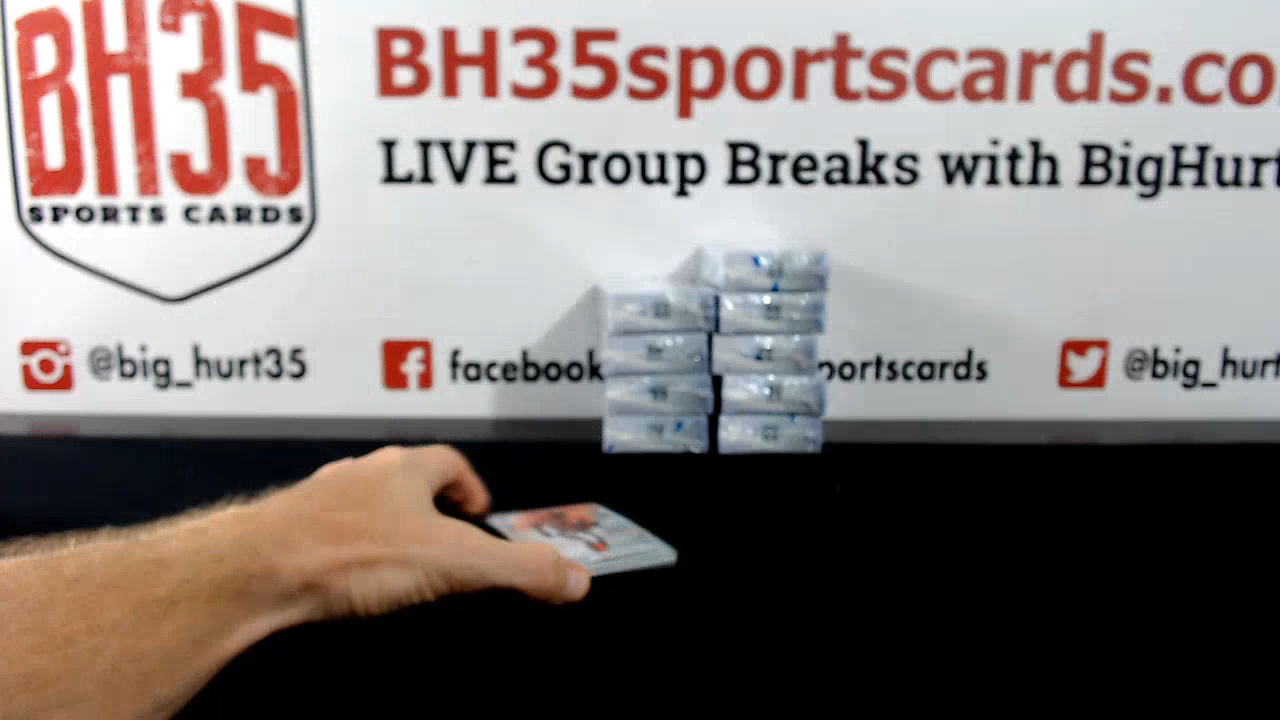 BH35
SPORTS CARDS
BH35sportscards.co
LIVE Group Breaks with BigHurt
@big_hurt35
facebook
portscards
@big_hurt